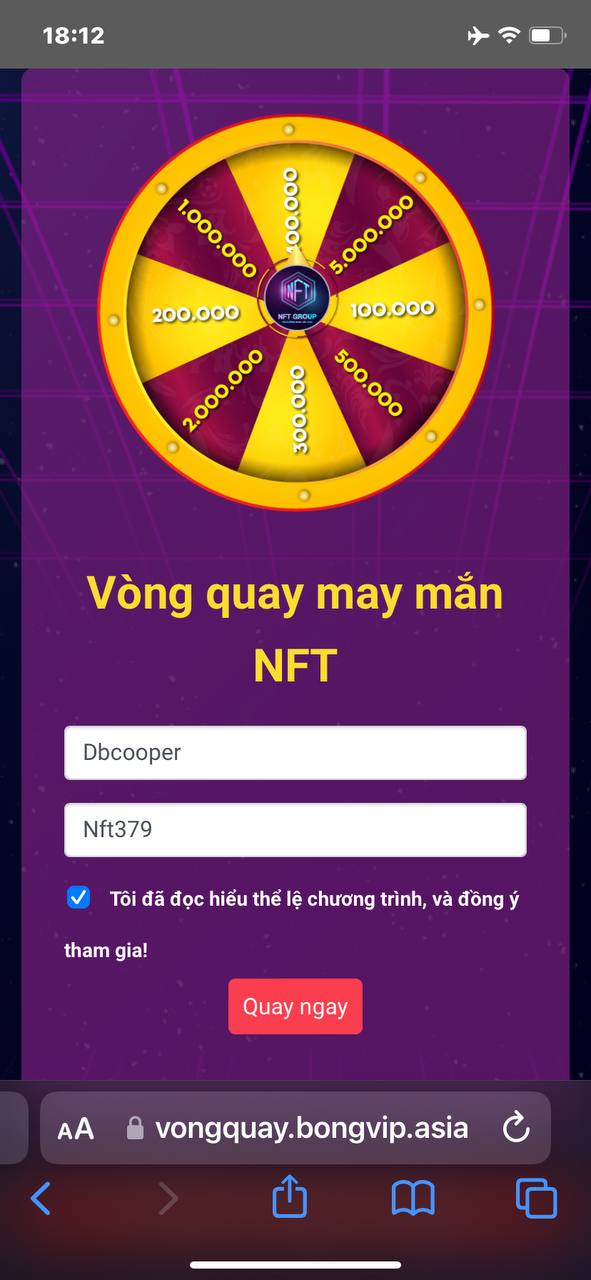 18:12
400.000
1.000.000
5.000.000
200.000
100.000
2.000.000
500.000
300.000
NFT
NFT GROUP
Vòng quay may mắn
NFT
Dbcooper
Nft379
Tôi đã đọc hiểu thể lệ chương trình, và đồng ý
tham gia!
Quay ngay
AA vongquay.bongvip.asia